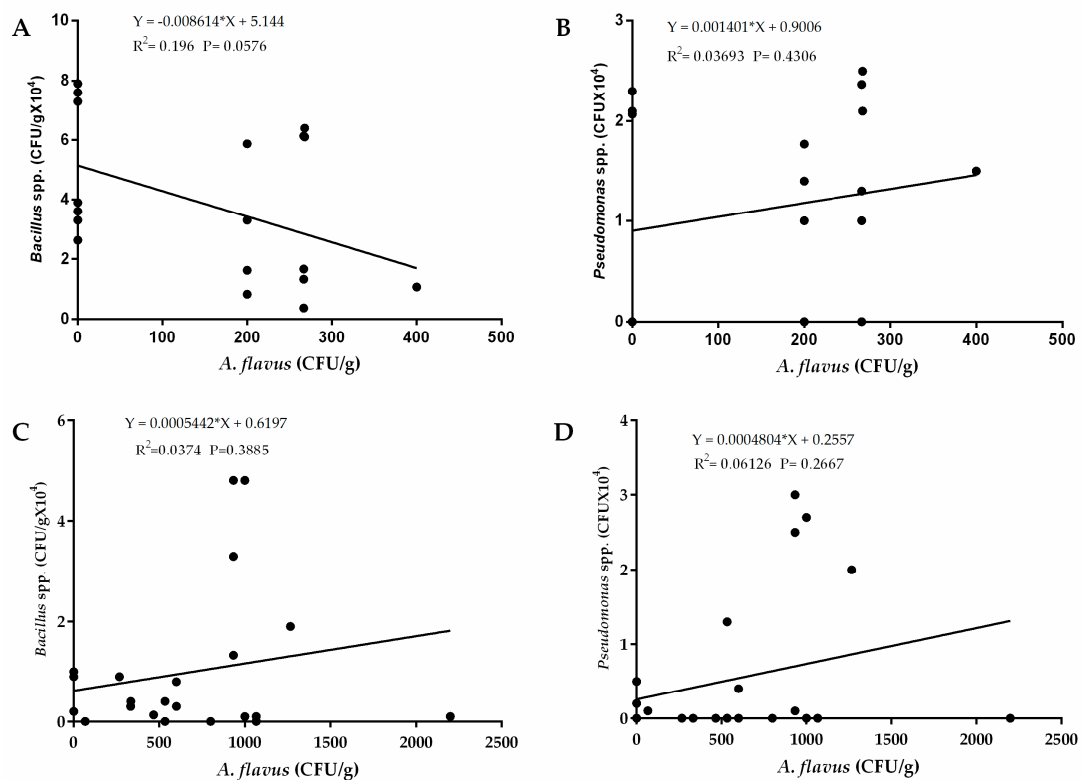 A
Y = -0.008614*X + 5.144
R²= 0.196 P= 0.0576
Bacillus spp. (CFU/gX10⁴)
10
8
6
4
2
0
0 100 200 300 400 500
A. flavus (CFU/g)
B
Y = 0.001401*X + 0.9006
R²= 0.03693 P= 0.4306
Pseudomonas spp. (CFUX10⁴)
3
2
1
0
0 100 200 300 400 500
A. flavus (CFU/g)
C
Y = 0.0005442*X + 0.6197
R²=0.0374 P=0.3885
Bacillus spp. (CFU/gX10⁴)
6
4
2
0
0 500 1000 1500 2000 2500
A. flavus (CFU/g)
D
Y = 0.0004804*X + 0.2557
R²= 0.06126 P= 0.2667
Pseudomonas spp. (CFUX10⁴)
4
3
2
1
0
0 500 1000 1500 2000 2500
A. flavus (CFU/g)